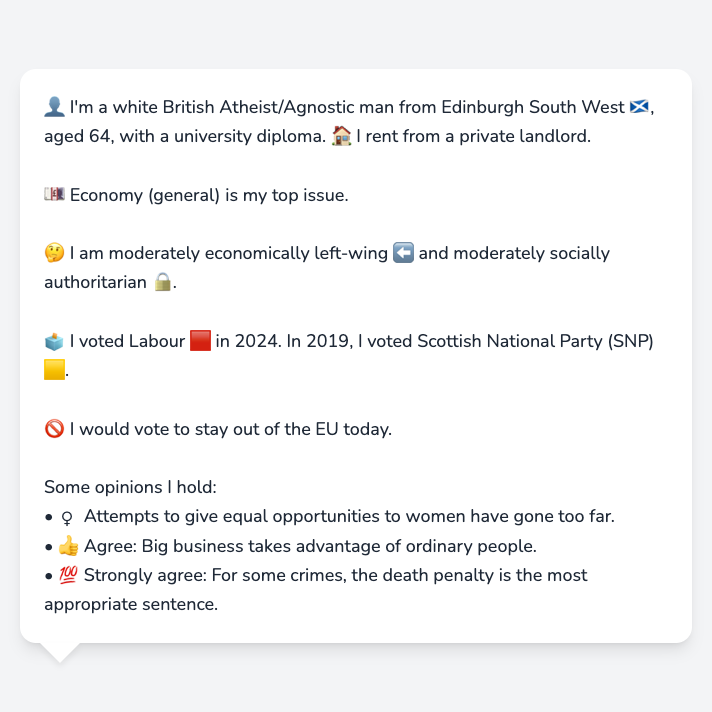 👤 I'm a white British Atheist/Agnostic man from Edinburgh South West 🏴󠁧󠁢󠁳󠁣󠁴󠁿,
aged 64, with a university diploma. 🏠 I rent from a private landlord.
💷 Economy (general) is my top issue.
🤔 I am moderately economically left-wing ⬅️ and moderately socially
authoritarian 🔒.
🗳️ I voted Labour 🟥 in 2024. In 2019, I voted Scottish National Party (SNP)
🟨.
🚫 I would vote to stay out of the EU today.
Some opinions I hold:
• ♀ Attempts to give equal opportunities to women have gone too far.
• 👍 Agree: Big business takes advantage of ordinary people.
• 💯 Strongly agree: For some crimes, the death penalty is the most
appropriate sentence.